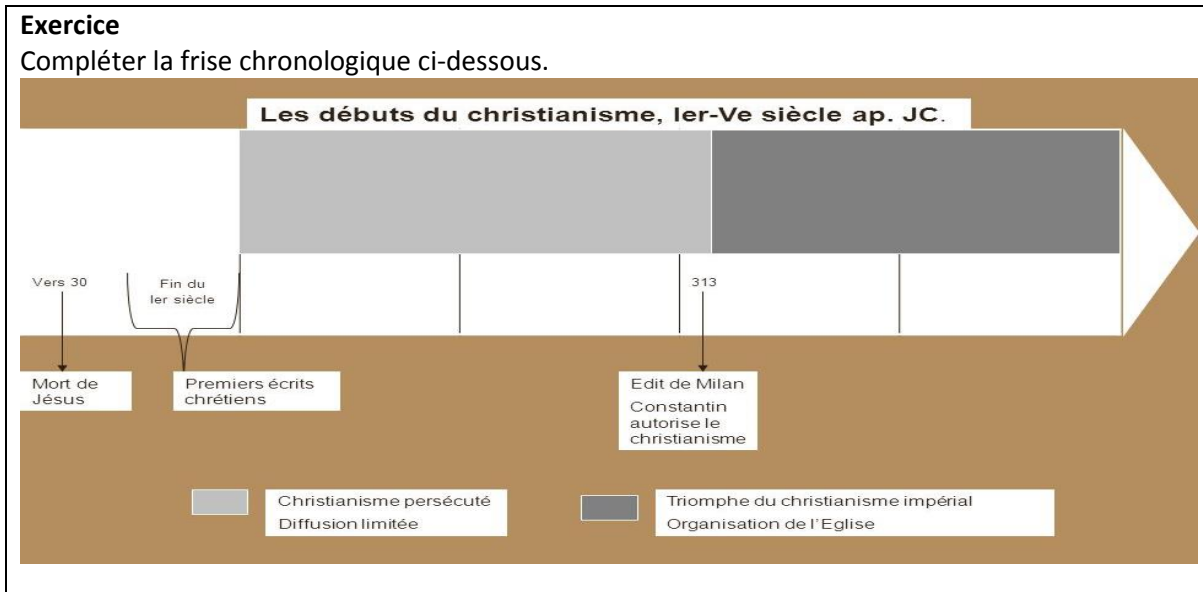 Exercice
Compléter la frise chronologique ci-dessous.
Les débuts du christianisme, Ier-Ve siècle ap. JC.
Vers 30
Fin du
Ier siècle
313
Mort de
Jésus
Premiers écrits
chrétiens
Edit de Milan
Constantin
autorise le
christianisme
Christianisme persécuté
Diffusion limitée
Triomphe du christianisme impérial
Organisation de l'Eglise